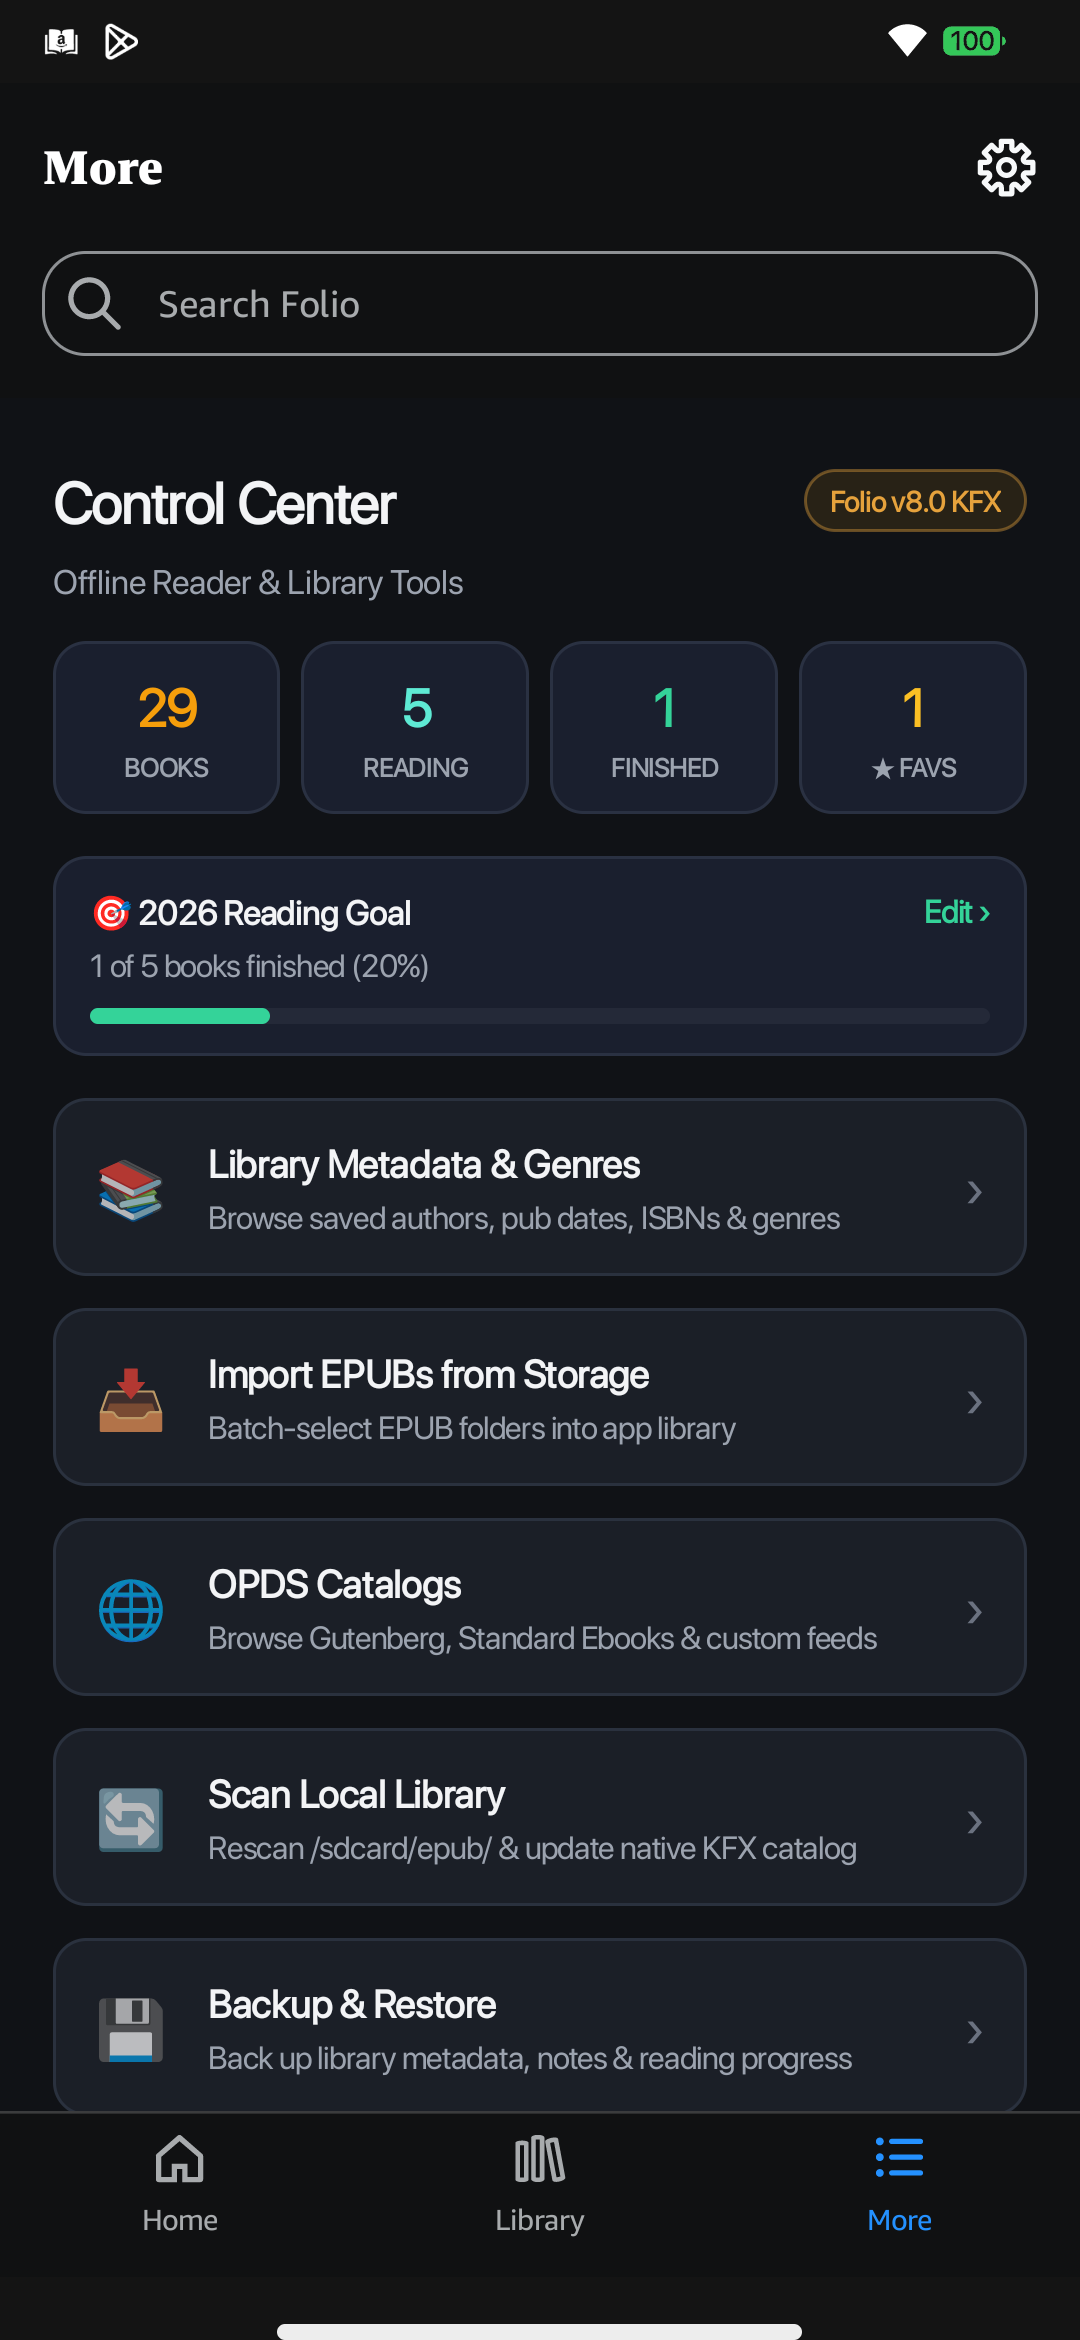 100
More
Search Folio
Control Center
Folio v8.0 KFX
Offline Reader & Library Tools
29
BOOKS
5
READING
1
FINISHED
1
★ FAVS
🎯 2026 Reading Goal
Edit ›
1 of 5 books finished (20%)
Library Metadata & Genres
Browse saved authors, pub dates, ISBNs & genres
Import EPUBs from Storage
Batch-select EPUB folders into app library
OPDS Catalogs
Browse Gutenberg, Standard Ebooks & custom feeds
Scan Local Library
Rescan /sdcard/epub/ & update native KFX catalog
Backup & Restore
Back up library metadata, notes & reading progress
Home
Library
More